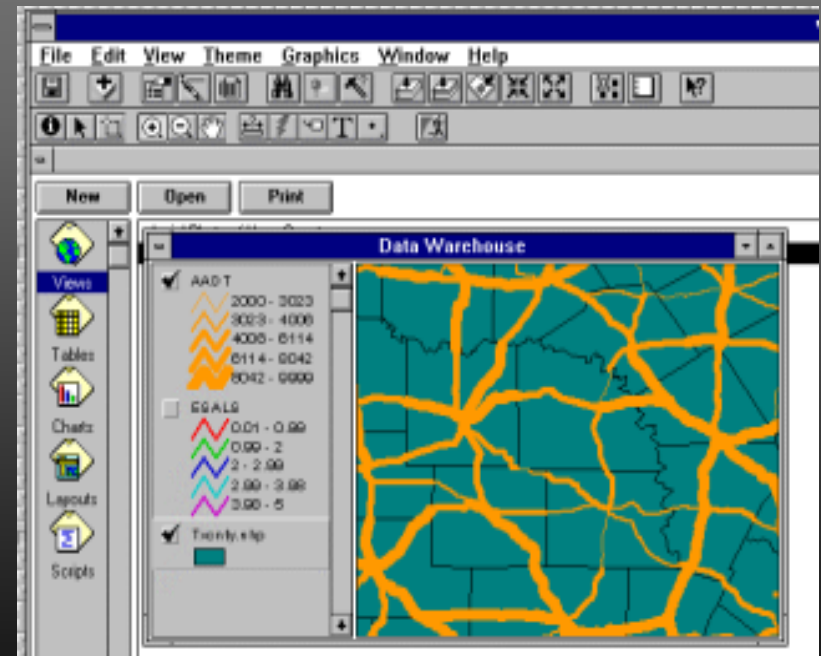 File Edit View Theme Graphics Window Help
New Open Print
Data Warehouse
Views
Tables
Charts
Layouts
Scripts
AADT
2000 - 3023
3023 - 4006
4006 - 6114
6114 - 8042
8042 - 9999
ESALS
0.01 - 0.99
0.99 - 2
2 - 2.99
2.99 - 3.98
3.98 - 5